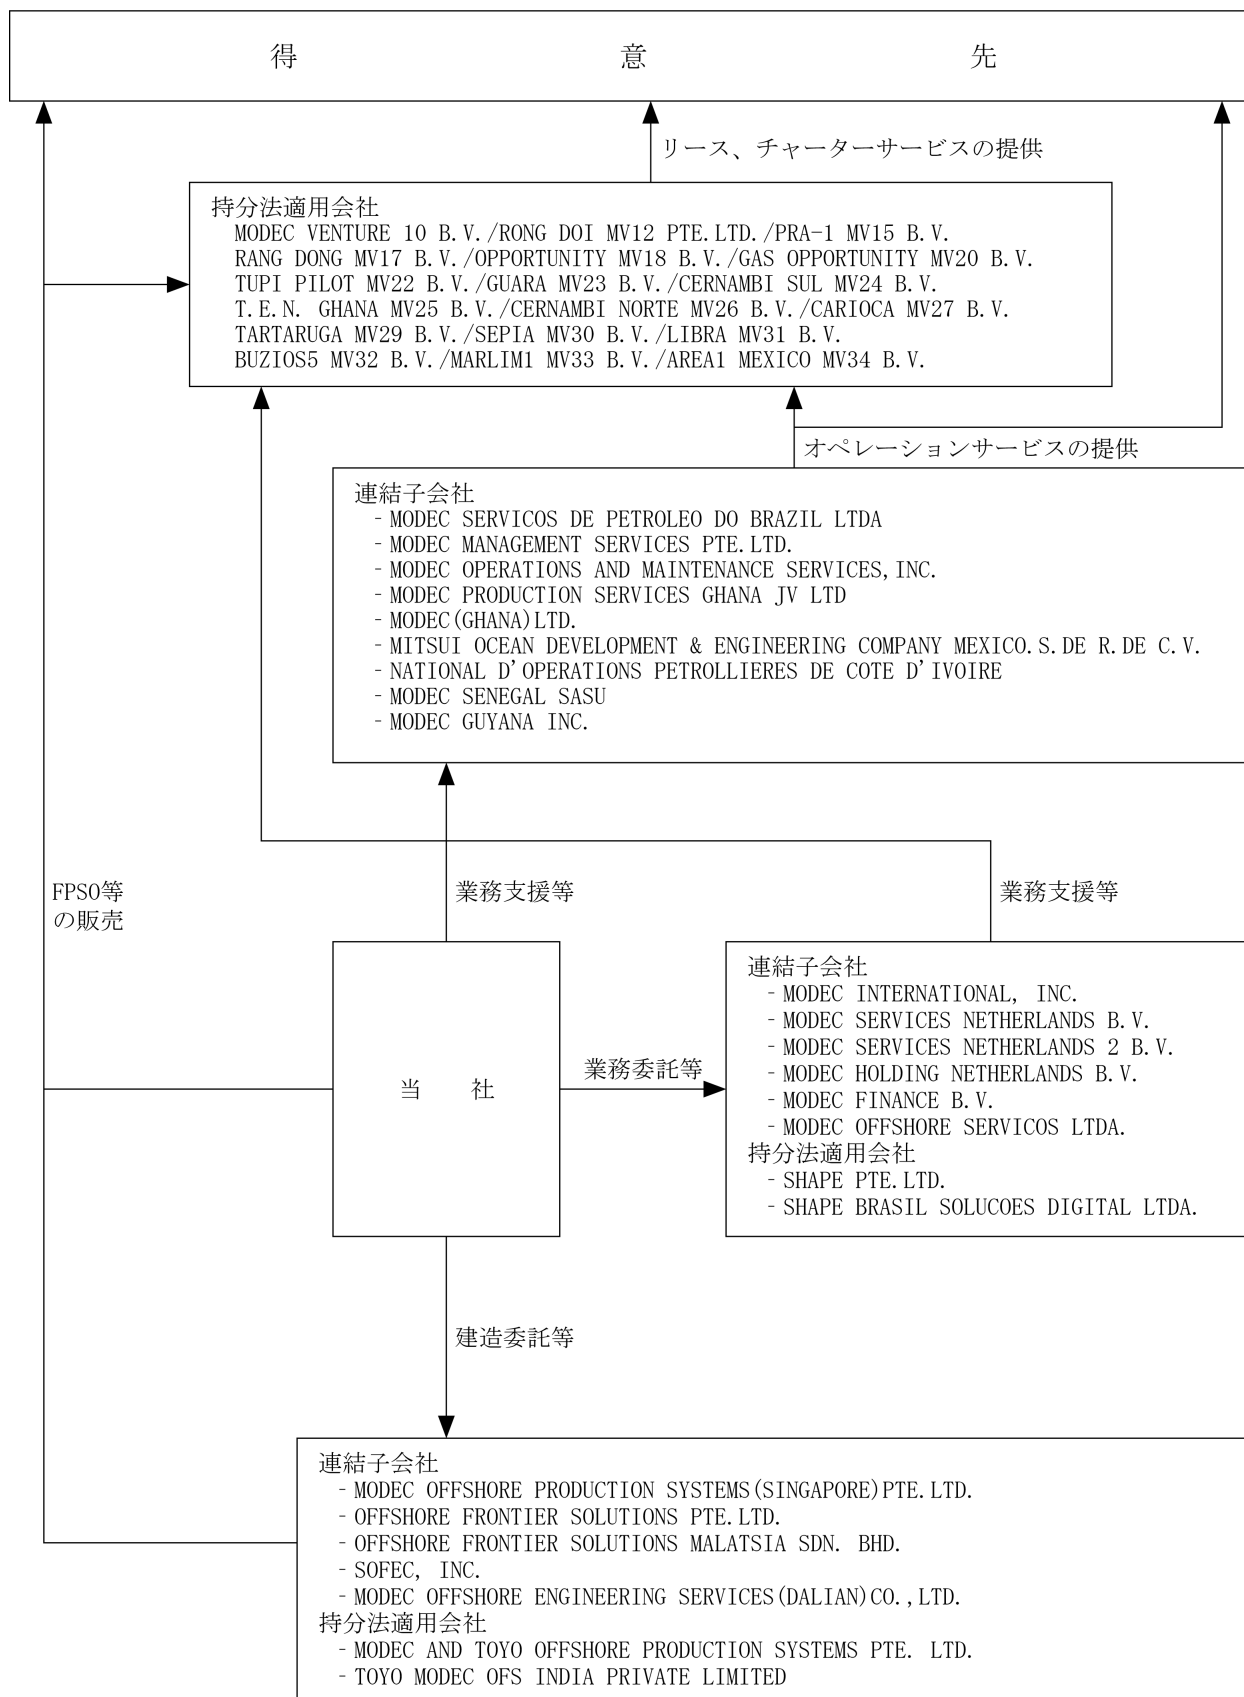 得意先
リース、チャーターサービスの提供
持分法適用会社
MODEC VENTURE 10 B.V./RONG DOI MV12 PTE.LTD./PRA-1 MV15 B.V.
RANG DONG MV17 B.V./OPPORTUNITY MV18 B.V./GAS OPPORTUNITY MV20 B.V.
TUPI PILOT MV22 B.V./GUARA MV23 B.V./CERNAMBI SUL MV24 B.V.
T.E.N. GHANA MV25 B.V./CERNAMBI NORTE MV26 B.V./CARIOCA MV27 B.V.
TARTARUGA MV29 B.V./SEPIA MV30 B.V./LIBRA MV31 B.V.
BUZIOS5 MV32 B.V./MARLIM1 MV33 B.V./AREA1 MEXICO MV34 B.V.
オペレーションサービスの提供
連結子会社
- MODEC SERVICOS DE PETROLEO DO BRAZIL LTDA
- MODEC MANAGEMENT SERVICES PTE.LTD.
- MODEC OPERATIONS AND MAINTENANCE SERVICES,INC.
- MODEC PRODUCTION SERVICES GHANA JV LTD
- MODEC(GHANA)LTD.
- MITSUI OCEAN DEVELOPMENT & ENGINEERING COMPANY MEXICO.S.DE R.DE C.V.
- NATIONAL D'OPERATIONS PETROLLIERES DE COTE D'IVOIRE
- MODEC SENEGAL SASU
- MODEC GUYANA INC.
FPSO等
の販売
業務支援等
業務支援等
当社
業務委託等
連結子会社
- MODEC INTERNATIONAL, INC.
- MODEC SERVICES NETHERLANDS B.V.
- MODEC SERVICES NETHERLANDS 2 B.V.
- MODEC HOLDING NETHERLANDS B.V.
- MODEC FINANCE B.V.
- MODEC OFFSHORE SERVICOS LTDA.
持分法適用会社
- SHAPE PTE.LTD.
- SHAPE BRASIL SOLUCOES DIGITAL LTDA.
建造委託等
連結子会社
- MODEC OFFSHORE PRODUCTION SYSTEMS(SINGAPORE)PTE.LTD.
- OFFSHORE FRONTIER SOLUTIONS PTE.LTD.
- OFFSHORE FRONTIER SOLUTIONS MALATSIA SDN. BHD.
- SOFEC, INC.
- MODEC OFFSHORE ENGINEERING SERVICES(DALIAN)CO.,LTD.
持分法適用会社
- MODEC AND TOYO OFFSHORE PRODUCTION SYSTEMS PTE. LTD.
- TOYO MODEC OFS INDIA PRIVATE LIMITED